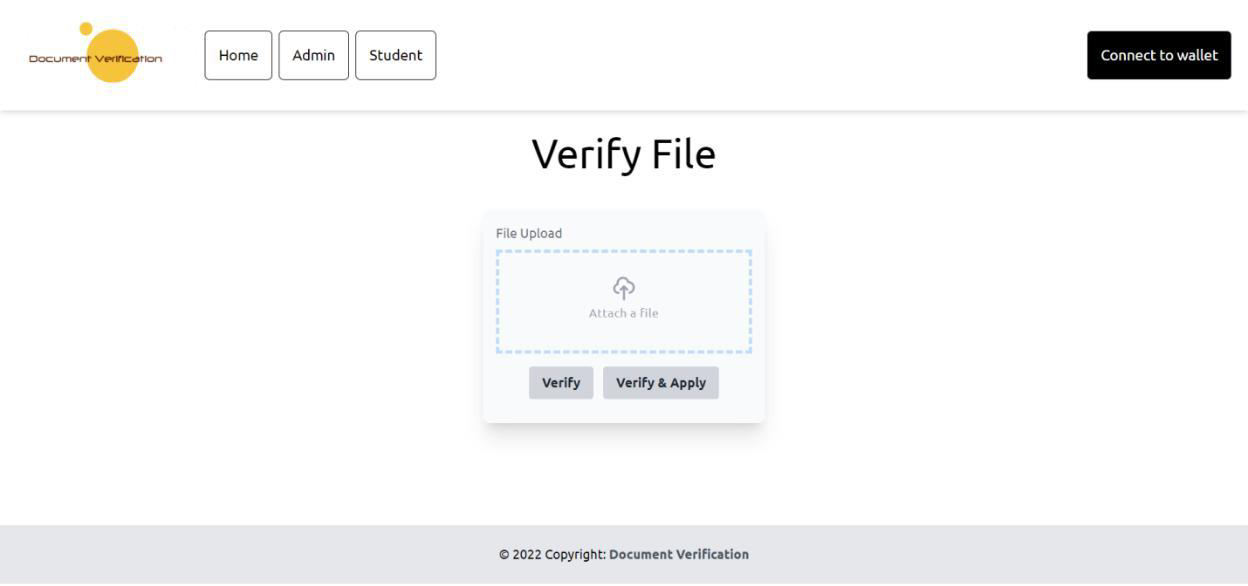 Document Verification
Home
Admin
Student
Connect to wallet
Verify File
File Upload
Attach a file
Verify
Verify & Apply
© 2022 Copyright: Document Verification